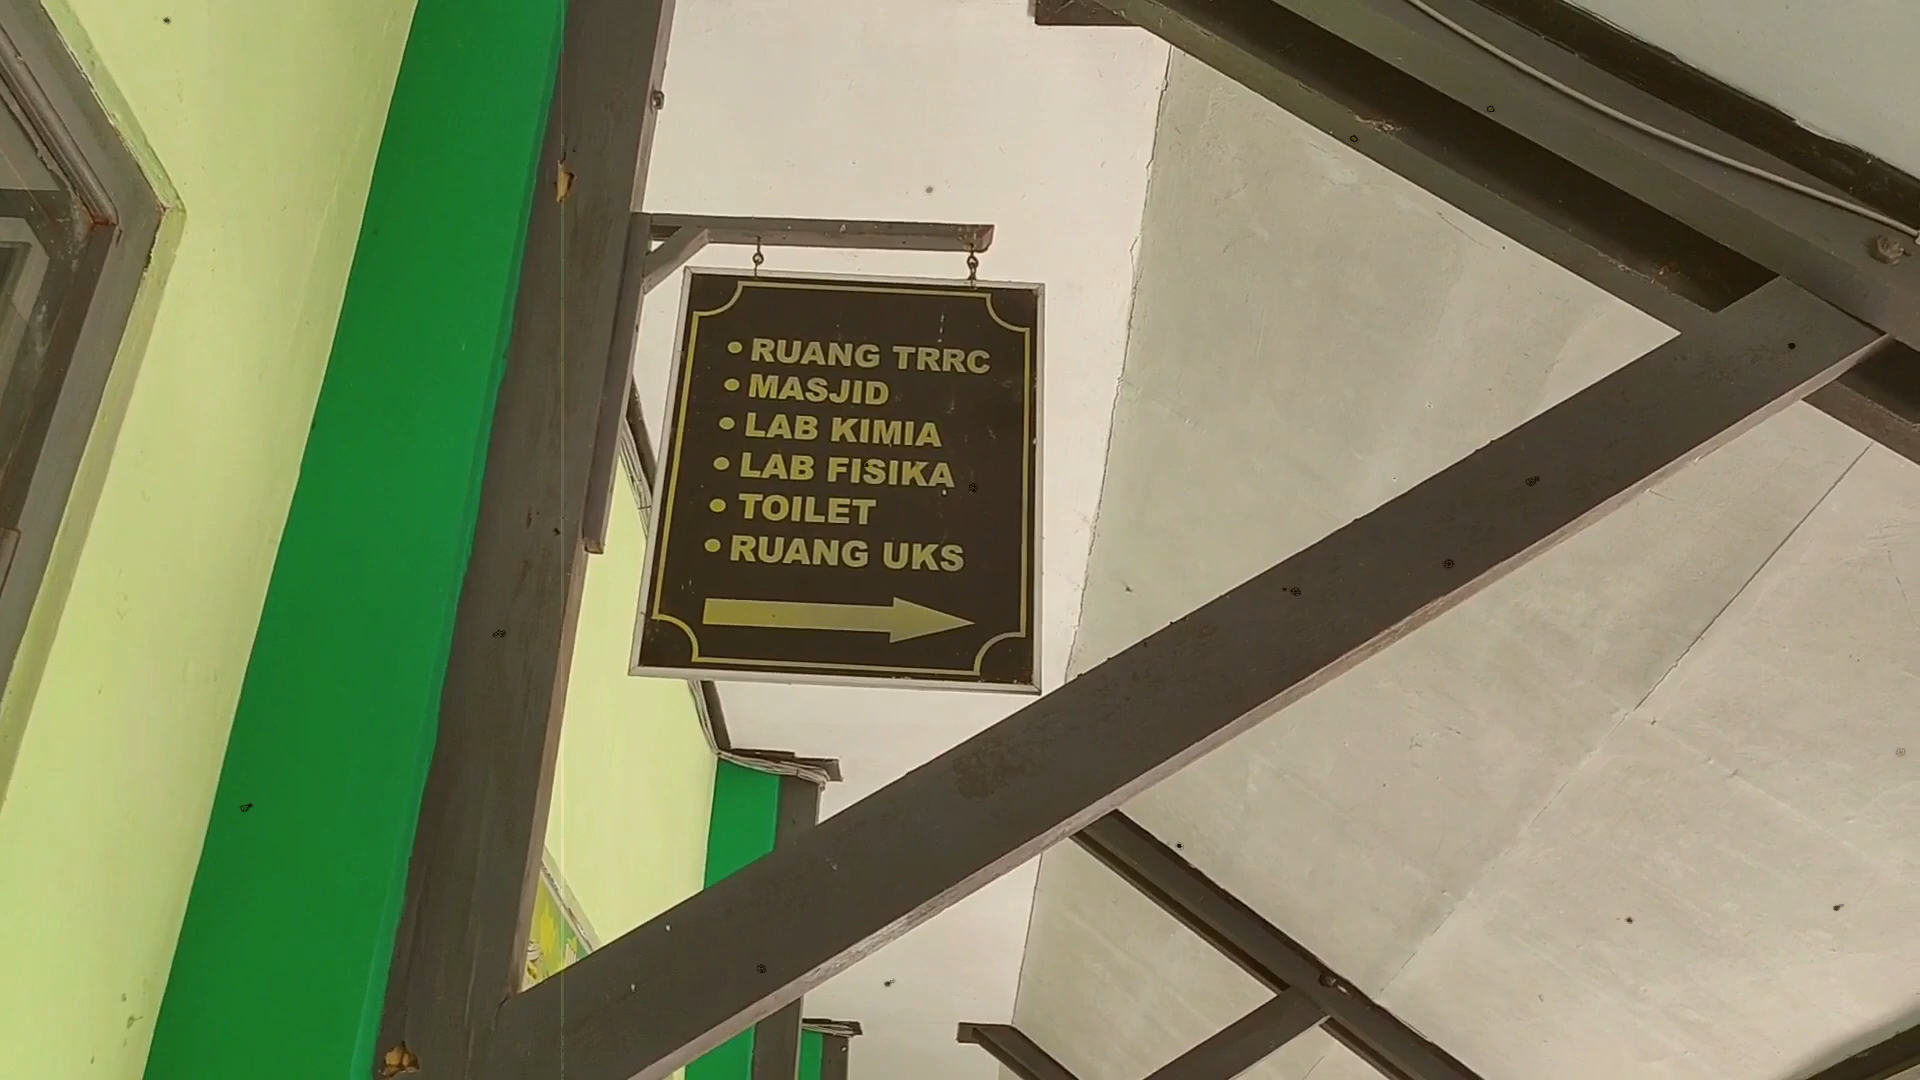 • RUANG TRRC
• MASJID
• LAB KIMIA
• LAB FISIKA
• TOILET
• RUANG UKS